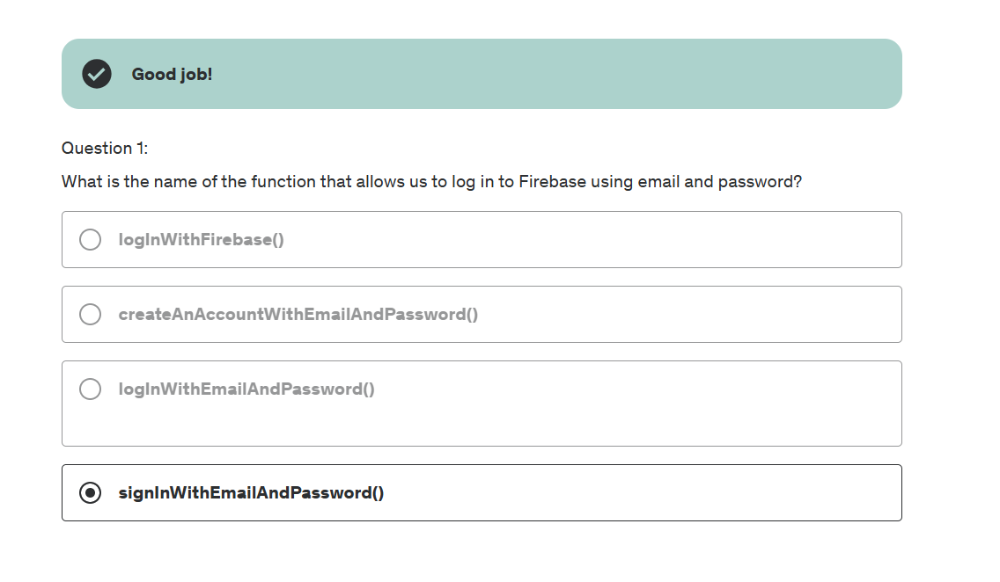 Good job!
Question 1:
What is the name of the function that allows us to log in to Firebase using email and password?
logInWithFirebase()
createAnAccountWithEmailAndPassword()
logInWithEmailAndPassword()
signInWithEmailAndPassword()